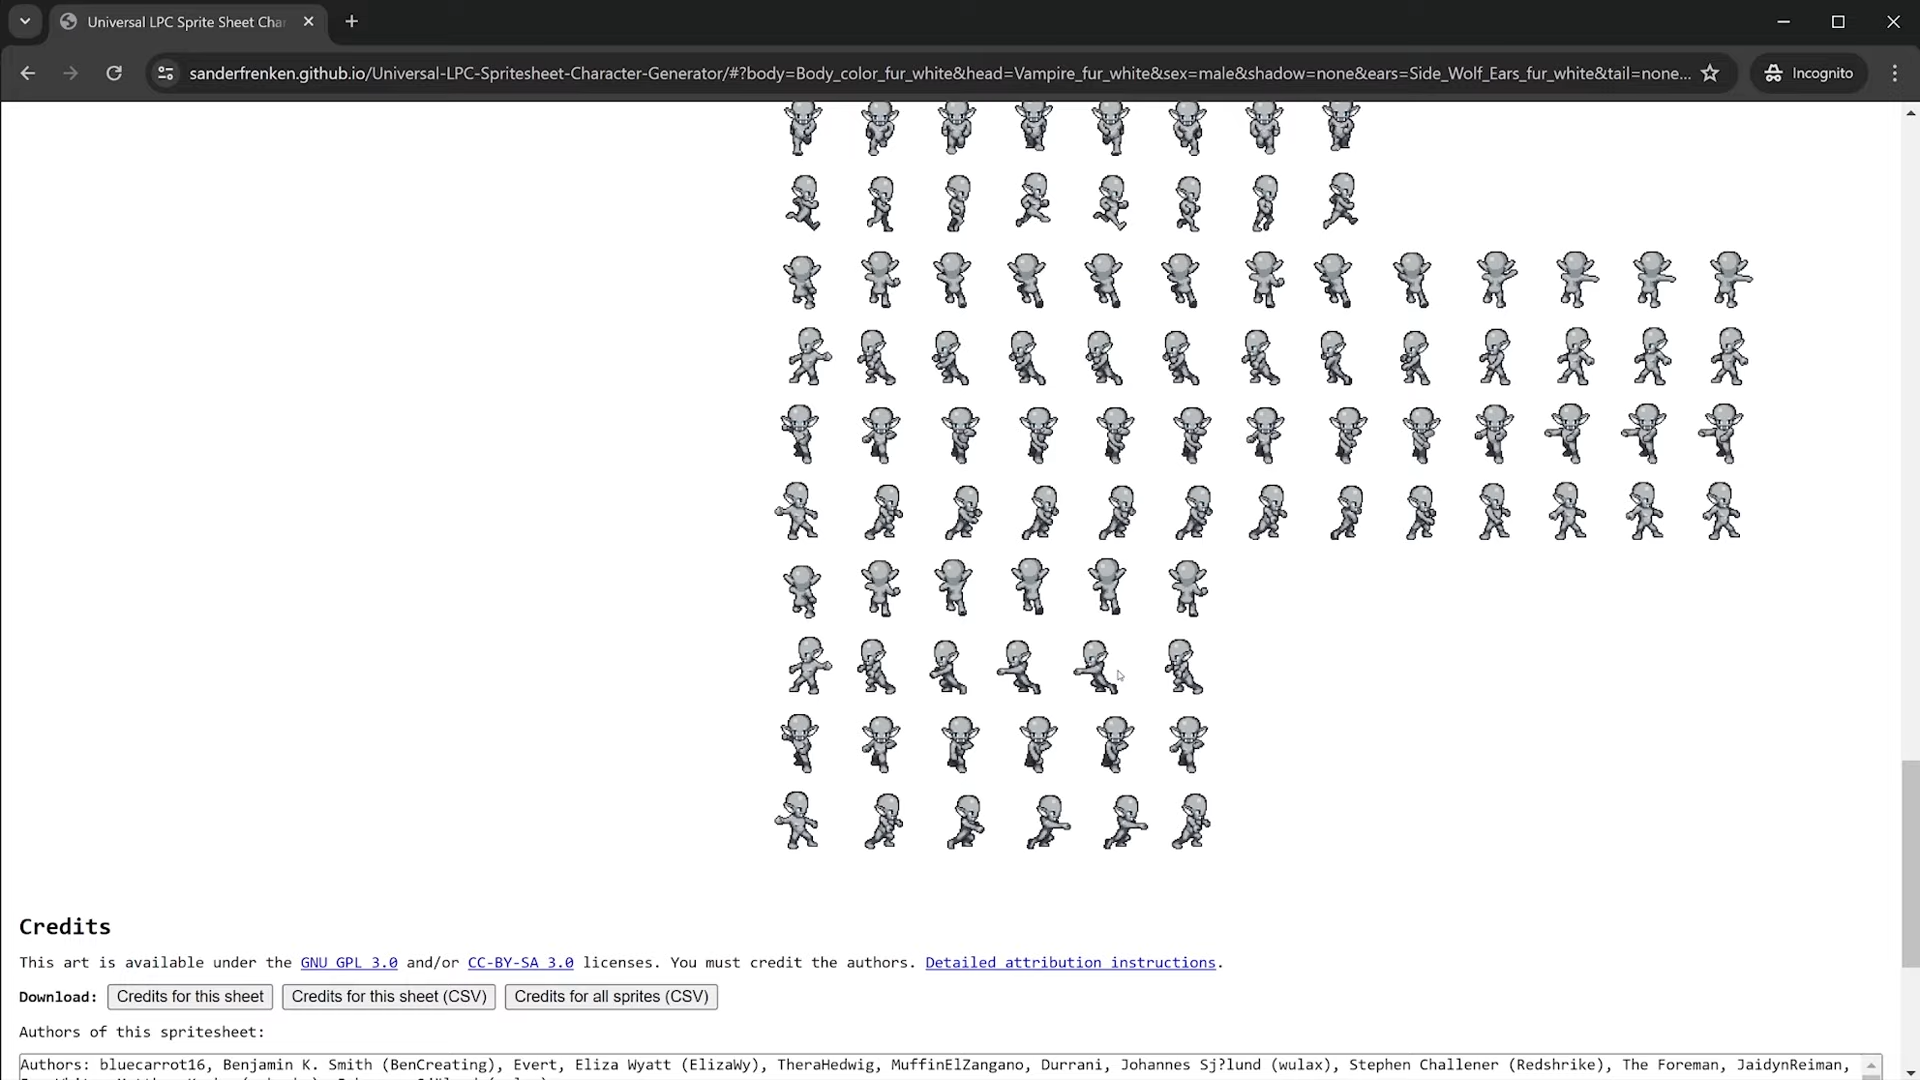 Universal LPC Sprite Sheet Cha
sanderfrenken.github.io/Universal-LPC-Spritesheet-Character-Generator/#?body=Body_color_fur_white&head=Vampire_fur_white&sex=male&shadow=none&ears=Side_Wolf_Ears_fur_white&tail=none...
Incognito
Credits
This art is available under the GNU GPL 3.0 and/or CC-BY-SA 3.0 licenses. You must credit the authors. Detailed attribution instructions.
Download: Credits for this sheet Credits for this sheet (CSV) Credits for all sprites (CSV)
Authors of this spritesheet:
Authors: bluecarrot16, Benjamin K. Smith (BenCreating), Evert, Eliza Wyatt (ElizaWy), TheraHedwig, MuffinElZangano, Durrani, Johannes Sj?lund (wulax), Stephen Challener (Redshrike), The Foreman, JaidynReiman,